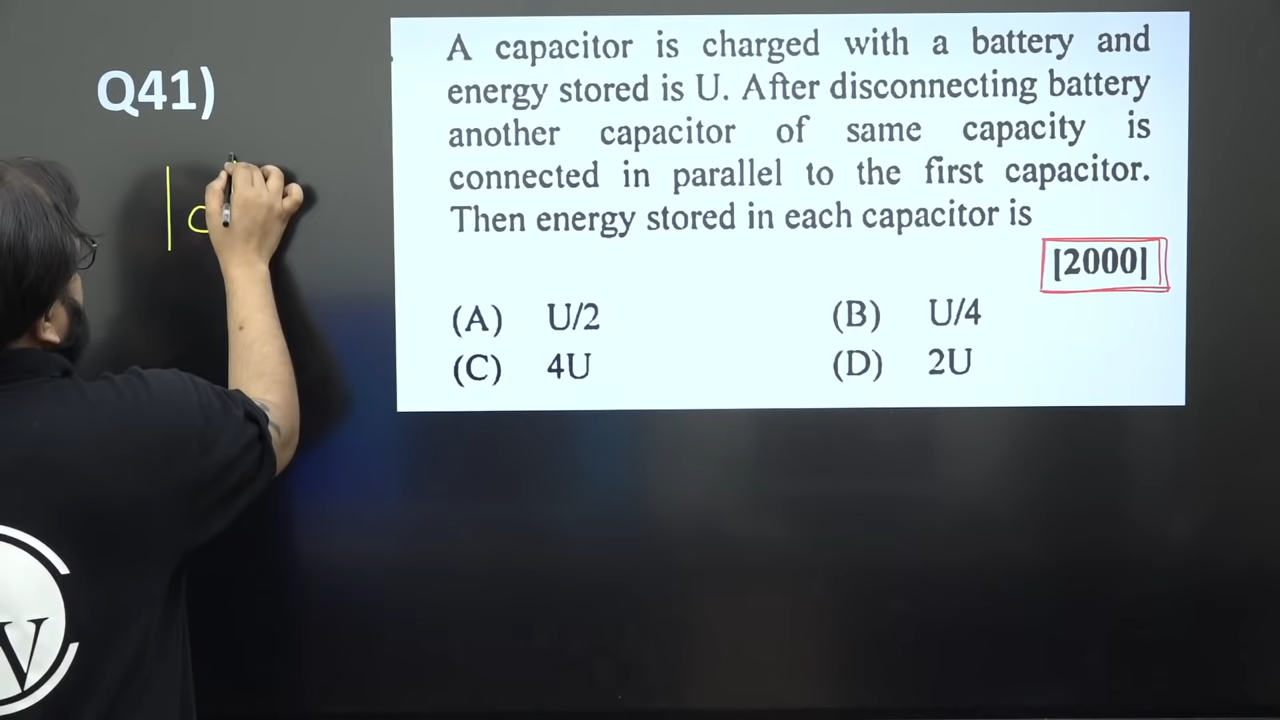 Q41)
A capacitor is charged with a battery and
energy stored is U. After disconnecting battery
another capacitor of same capacity is
connected in parallel to the first capacitor.
Then energy stored in each capacitor is
[2000]
(A) U/2 (B) U/4
(C) 4U (D) 2U
V